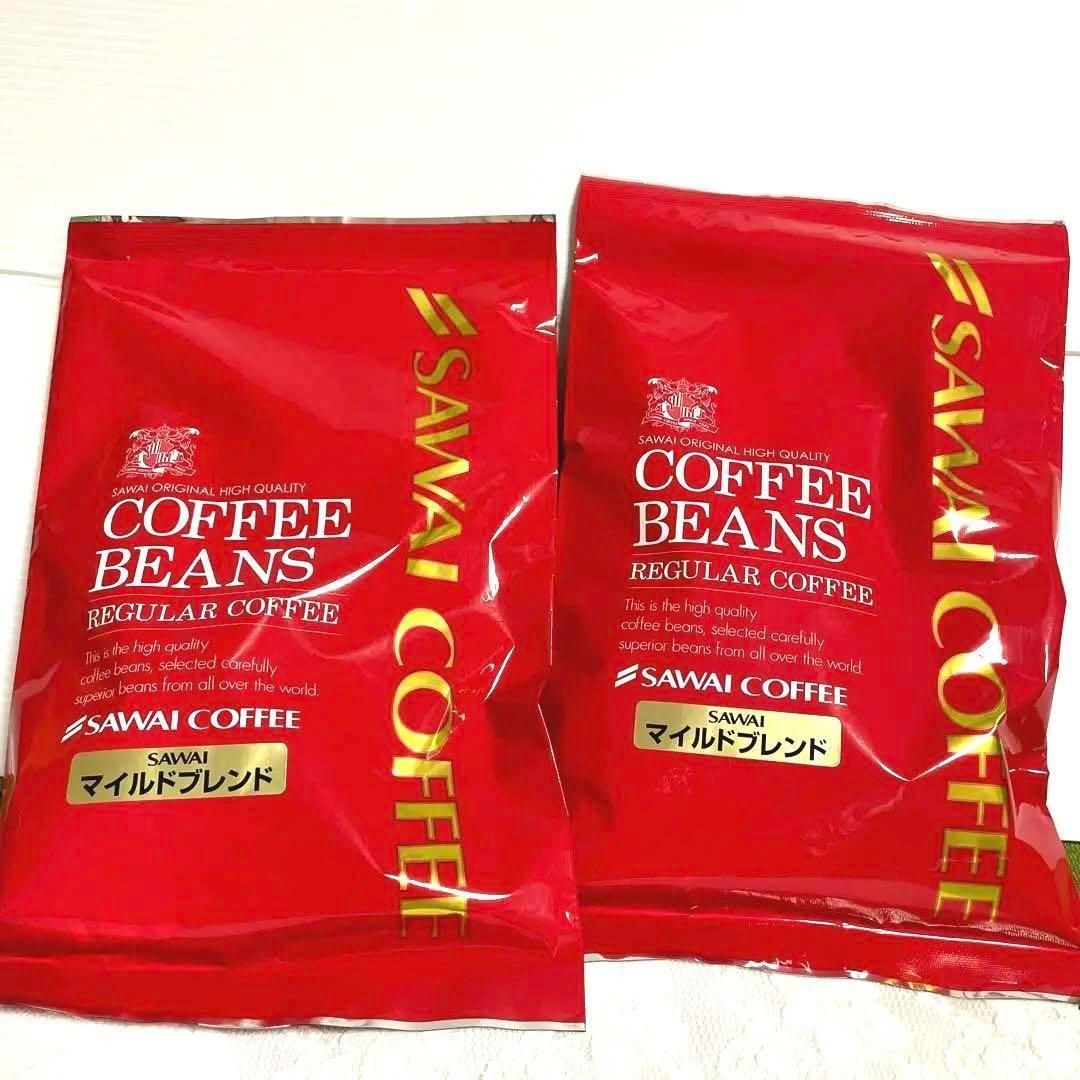 SAWAI ORIGINAL HIGH QUALITY
COFFEE
BEANS
REGULAR COFFEE
This is the high quality
coffee beans, selected carefully
superior beans from all over the world.
SAWAI COFFEE
SAWAI
マイルドブレンド
SAWAI COFFEE
SAWAI ORIGINAL HIGH QUALITY
COFFEE
BEANS
REGULAR COFFEE
This is the high quality
coffee beans, selected carefully
superior beans from all over the world.
SAWAI COFFEE
SAWAI
マイルドブレンド
SAWAI COFFEE